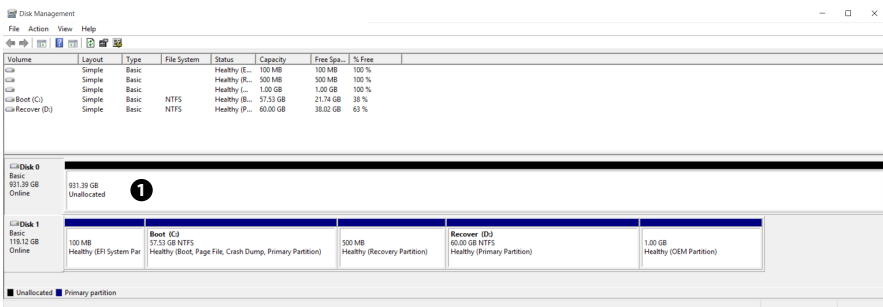 Disk Management
File Action View Help
Volume Layout Type File System Status Capacity Free Spa... % Free
Simple Basic Healthy (E... 100 MB 100 MB 100 %
Simple Basic Healthy (R... 500 MB 500 MB 100 %
Simple Basic Healthy (... 1.00 GB 1.00 GB 100 %
Boot (C:) Simple Basic NTFS Healthy (B... 57.53 GB 21.74 GB 38 %
Recover (D:) Simple Basic NTFS Healthy (P... 60.00 GB 38.02 GB 63 %
Disk 0
Basic
931.39 GB
Online
931.39 GB
Unallocated
1
Disk 1
Basic
119.12 GB
Online
100 MB
Healthy (EFI System Par
Boot (C:)
57.53 GB NTFS
Healthy (Boot, Page File, Crash Dump, Primary Partition)
500 MB
Healthy (Recovery Partition)
Recover (D:)
60.00 GB NTFS
Healthy (Primary Partition)
1.00 GB
Healthy (OEM Partition)
Unallocated Primary partition